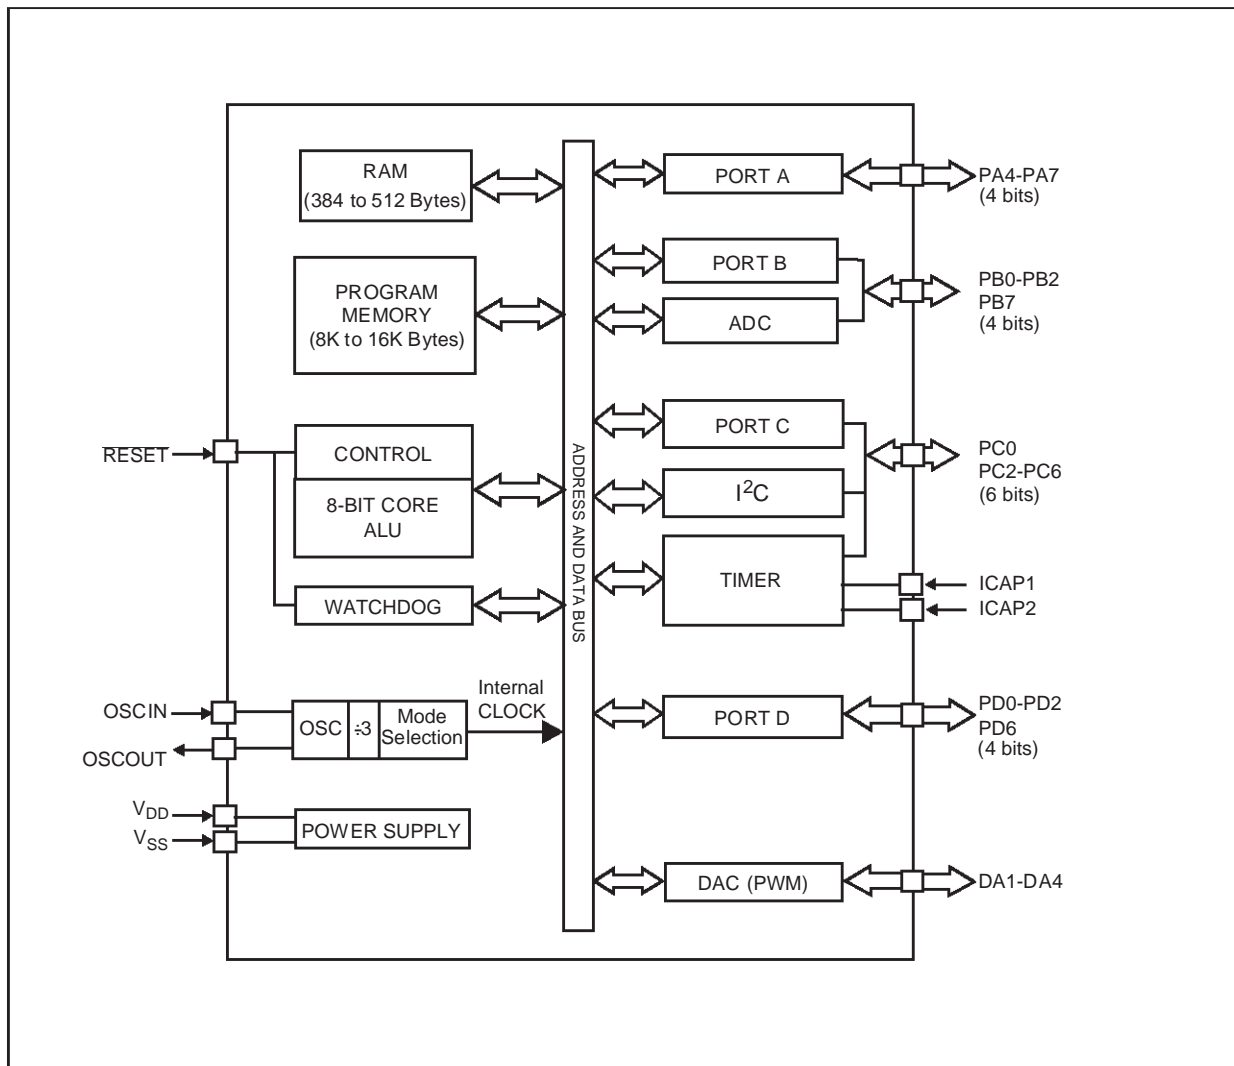 RAM
(384 to 512 Bytes)
PROGRAM
MEMORY
(8K to 16K Bytes)
RESET
CONTROL
8-BIT CORE
ALU
WATCHDOG
OSCIN
OSCOUT
OSC
÷3
Mode
Selection
Internal
CLOCK
VDD
VSS
POWER SUPPLY
ADDRESS AND DATA BUS
PORT A
PA4-PA7
(4 bits)
PORT B
ADC
PB0-PB2
PB7
(4 bits)
PORT C
I²C
TIMER
PC0
PC2-PC6
(6 bits)
ICAP1
ICAP2
PORT D
PD0-PD2
PD6
(4 bits)
DAC (PWM)
DA1-DA4